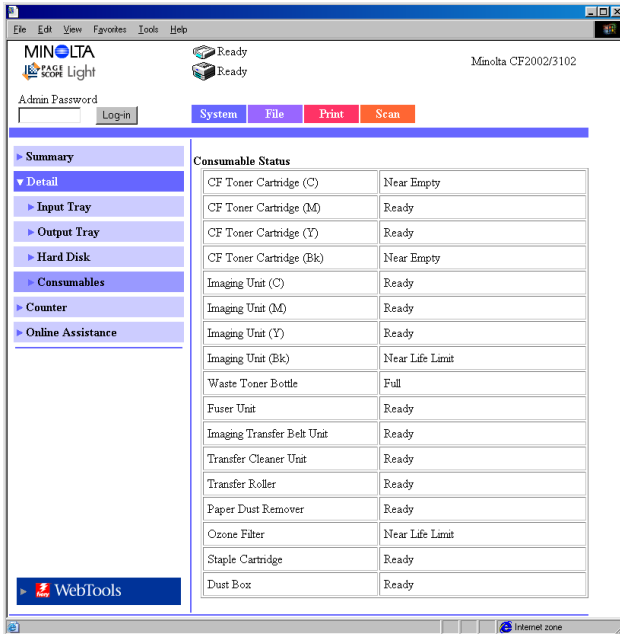 File Edit View Favorites Tools Help
MINOLTA
PAGE SCOPE Light
Ready
Ready
Minolta CF2002/3102
Admin Password
Log-in
System File Print Scan
Summary
Detail
Input Tray
Output Tray
Hard Disk
Consumables
Counter
Online Assistance
Consumable Status
CF Toner Cartridge (C) Near Empty
CF Toner Cartridge (M) Ready
CF Toner Cartridge (Y) Ready
CF Toner Cartridge (Bk) Near Empty
Imaging Unit (C) Ready
Imaging Unit (M) Ready
Imaging Unit (Y) Ready
Imaging Unit (Bk) Near Life Limit
Waste Toner Bottle Full
Fuser Unit Ready
Imaging Transfer Belt Unit Ready
Transfer Cleaner Unit Ready
Transfer Roller Ready
Paper Dust Remover Ready
Ozone Filter Near Life Limit
Staple Cartridge Ready
Dust Box Ready
fiery WebTools
Internet zone